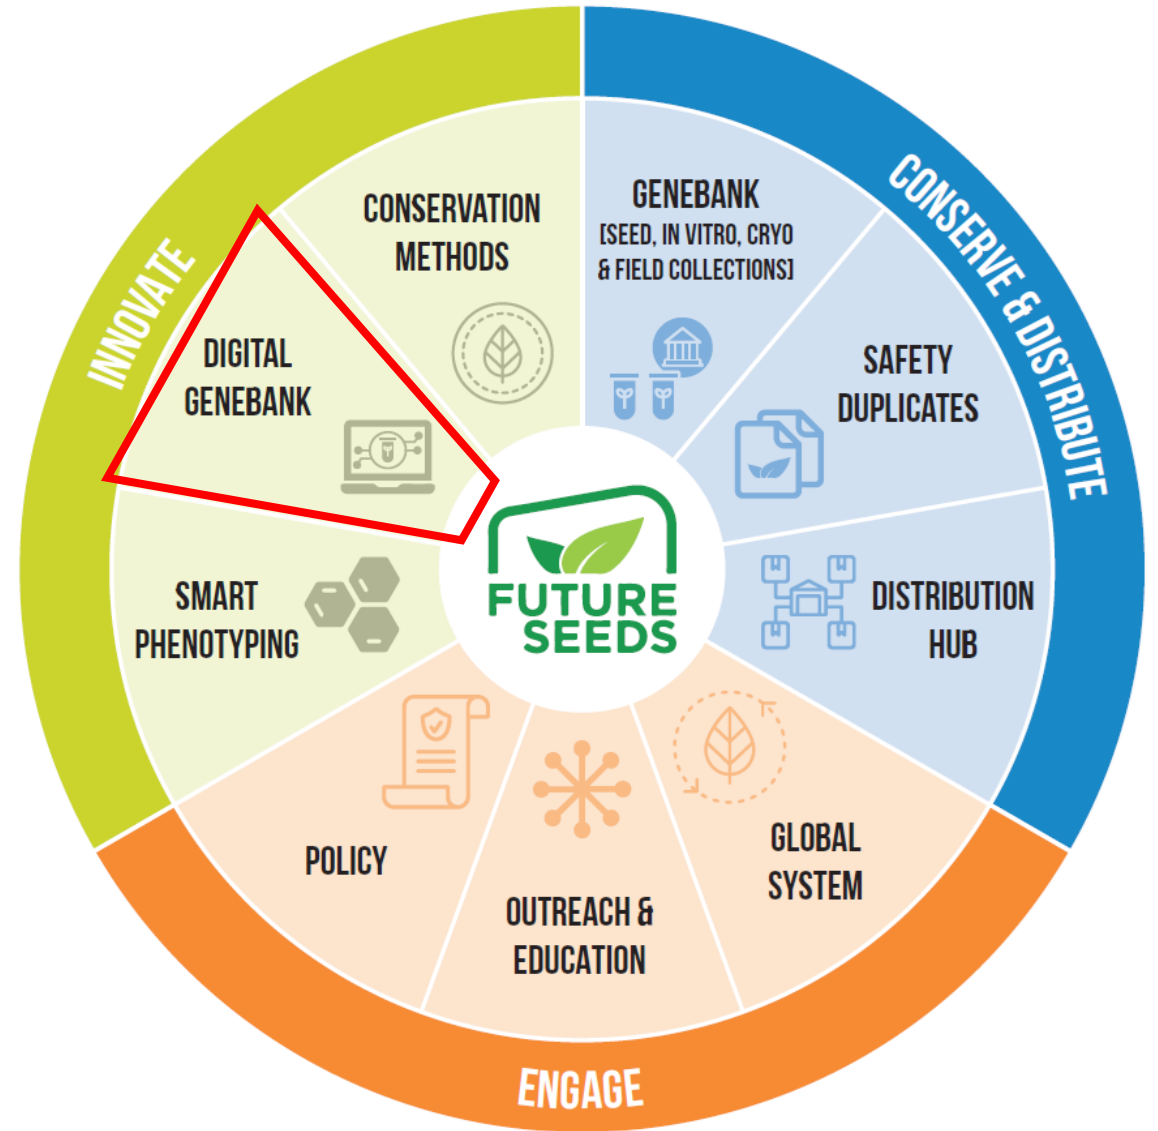 INNOVATE
CONSERVATION
METHODS
DIGITAL
GENEBANK
SMART
PHENOTYPING
CONSERVE & DISTRIBUTE
GENEBANK
[SEED, IN VITRO, CRYO
& FIELD COLLECTIONS]
SAFETY
DUPLICATES
DISTRIBUTION
HUB
FUTURE
SEEDS
POLICY
OUTREACH &
EDUCATION
GLOBAL
SYSTEM
ENGAGE